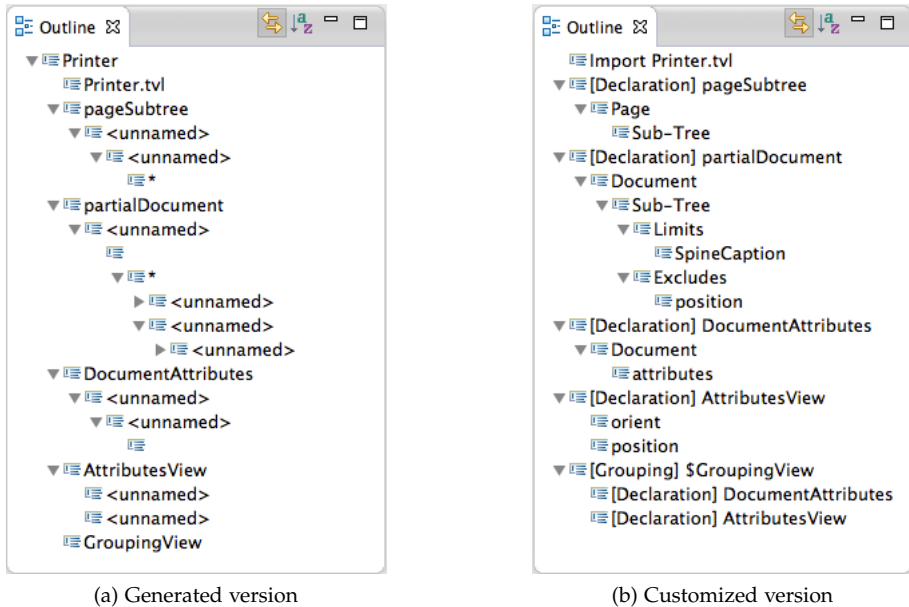 Outline
Printer
Printer.tvl
pageSubtree
<unnamed>
<unnamed>
*
partialDocument
<unnamed>
*
<unnamed>
<unnamed>
<unnamed>
DocumentAttributes
<unnamed>
<unnamed>
AttributesView
<unnamed>
<unnamed>
GroupingView
(a) Generated version
Outline
Import Printer.tvl
[Declaration] pageSubtree
Page
Sub-Tree
[Declaration] partialDocument
Document
Sub-Tree
Limits
SpineCaption
Excludes
position
[Declaration] DocumentAttributes
Document
attributes
[Declaration] AttributesView
orient
position
[Grouping] $GroupingView
[Declaration] DocumentAttributes
[Declaration] AttributesView
(b) Customized version